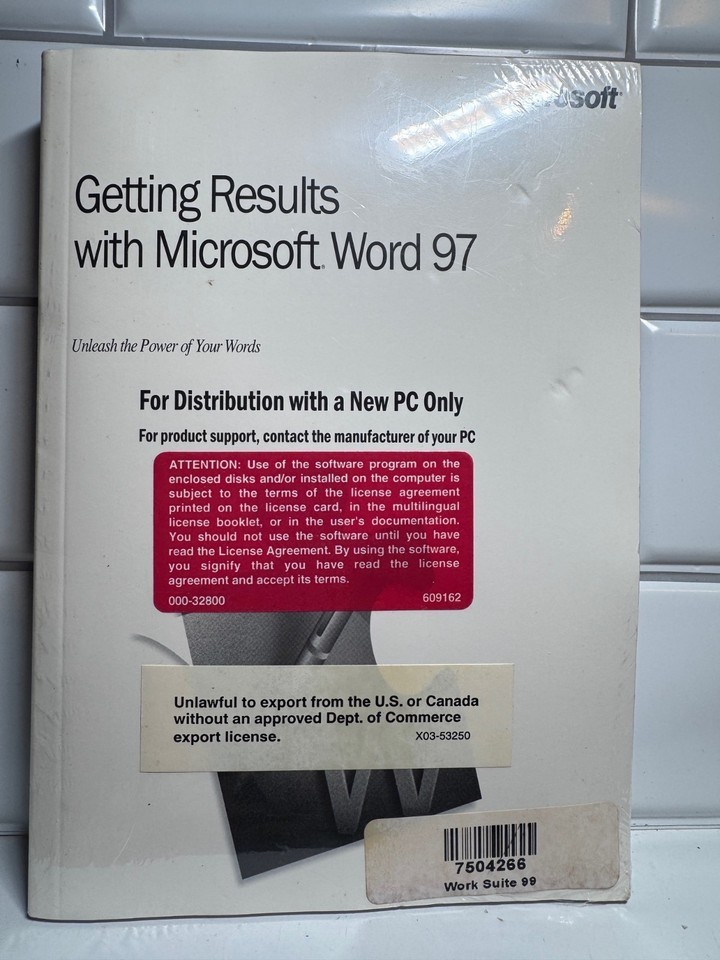 Getting Results
with Microsoft Word 97
Unleash the Power of Your Words
For Distribution with a New PC Only
For product support, contact the manufacturer of your PC
ATTENTION: Use of the software program on the
enclosed disks and/or installed on the computer is
subject to the terms of the license agreement
printed on the license card, in the multilingual
license booklet, or in the user's documentation.
You should not use the software until you have
read the License Agreement. By using the software,
you signify that you have read the license
agreement and accept its terms.
000-32800 609162
Unlawful to export from the U.S. or Canada
without an approved Dept. of Commerce
export license. X03-53250
W
7504266
Work Suite 99